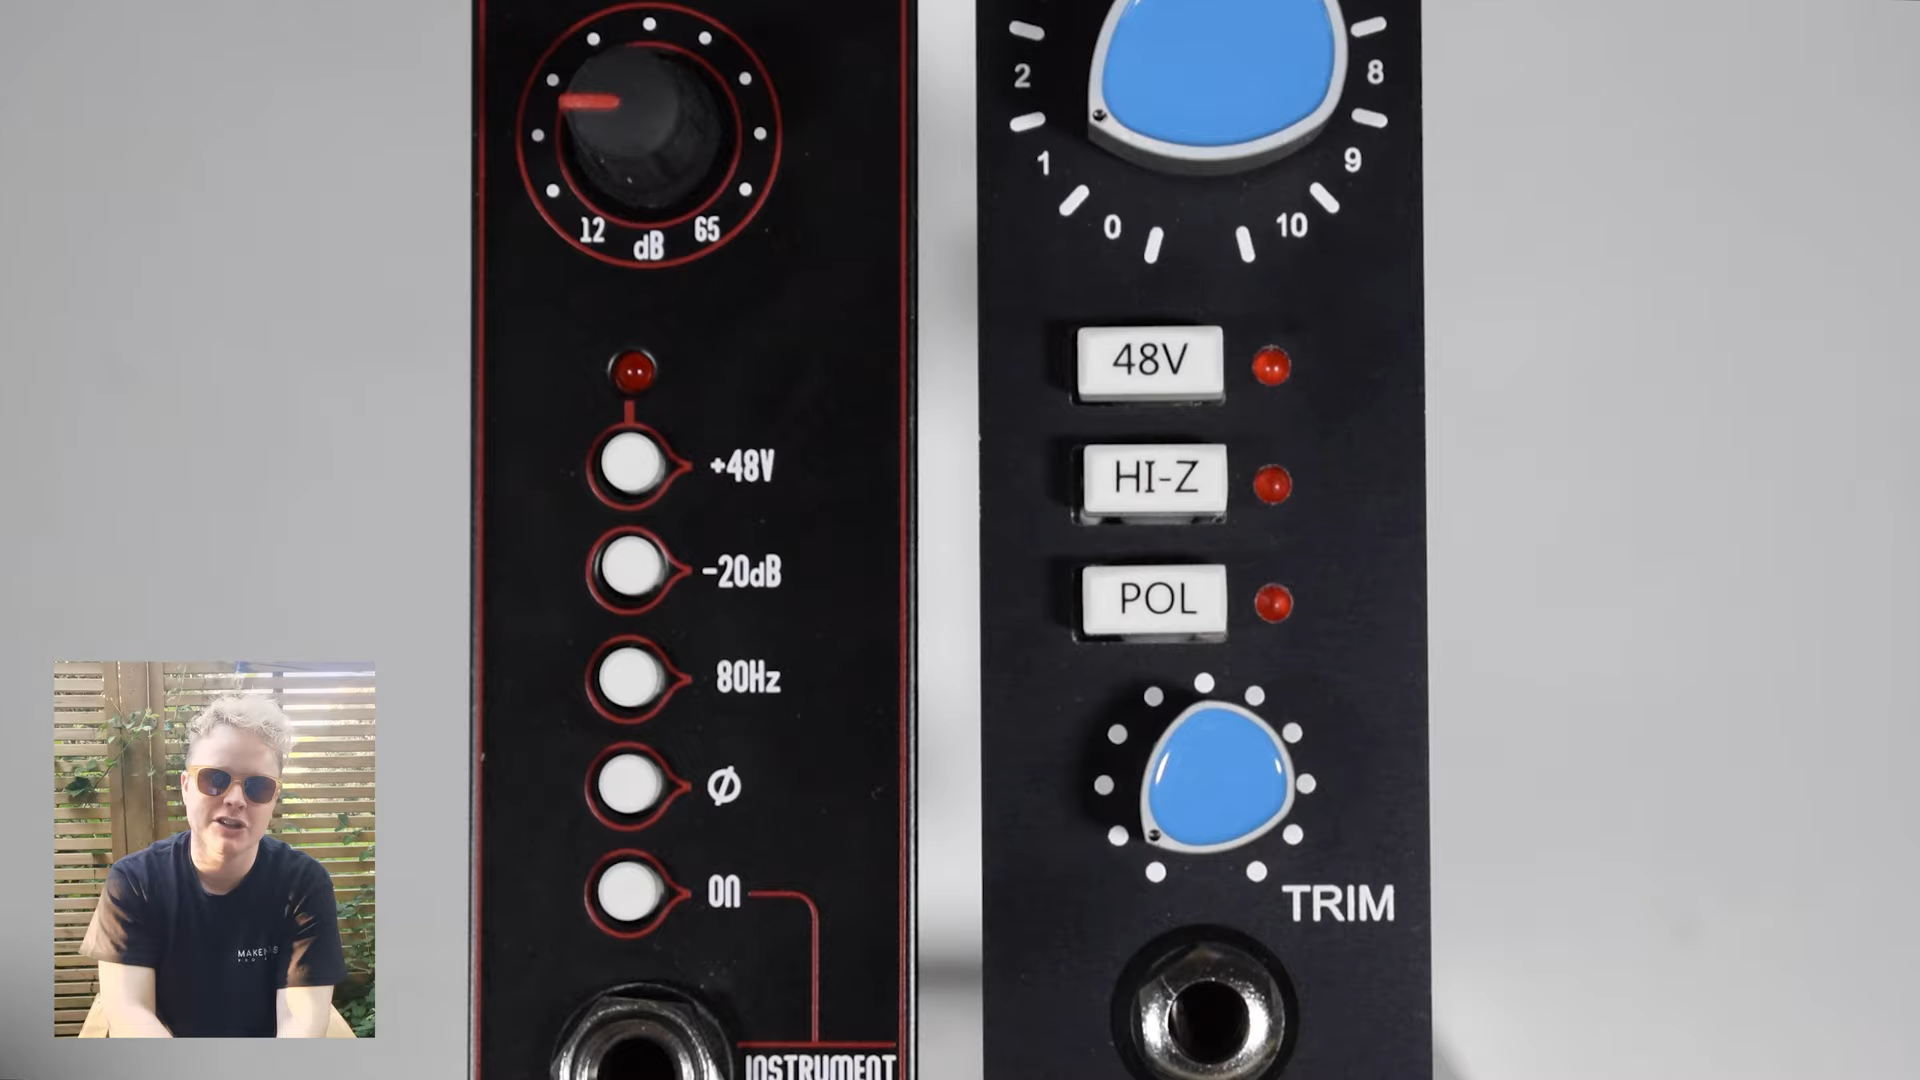 12
dB
65
+48V
-20dB
80Hz
Ø
ON
INSTRUMENT
2
1
0
8
9
10
48V
HI-Z
POL
TRIM